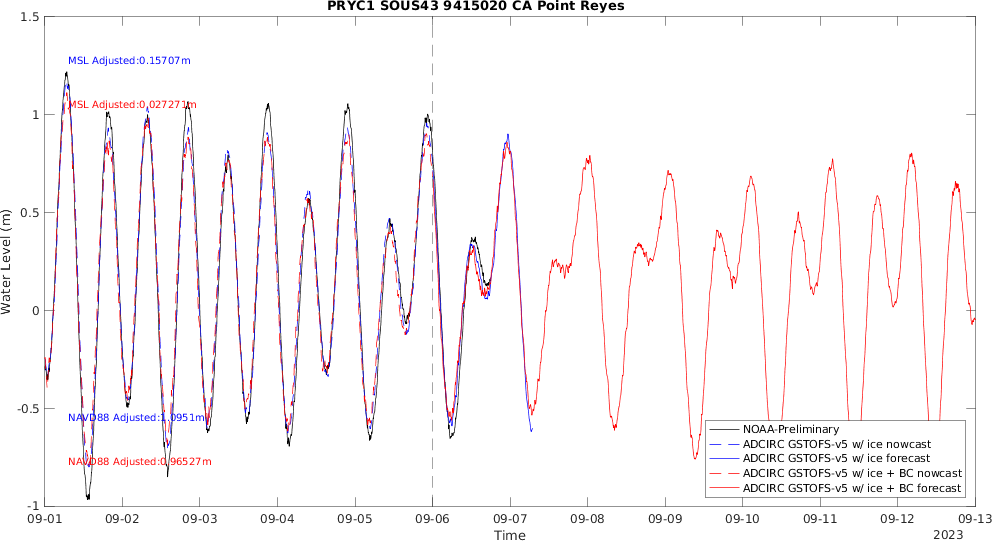 PRYC1 SOUS43 9415020 CA Point Reyes
1.5
1
0.5
0
-0.5
-1
Water Level (m)
MSL Adjusted:0.15707m
MSL Adjusted:0.027271m
NAVD88 Adjusted:1.0951m
NAVD88 Adjusted:0.96527m
NOAA-Preliminary
ADCIRC GSTOFS-v5 w/ ice nowcast
ADCIRC GSTOFS-v5 w/ ice forecast
ADCIRC GSTOFS-v5 w/ ice + BC nowcast
ADCIRC GSTOFS-v5 w/ ice + BC forecast
09-01 09-02 09-03 09-04 09-05 09-06 09-07 09-08 09-09 09-10 09-11 09-12 09-13
Time
2023